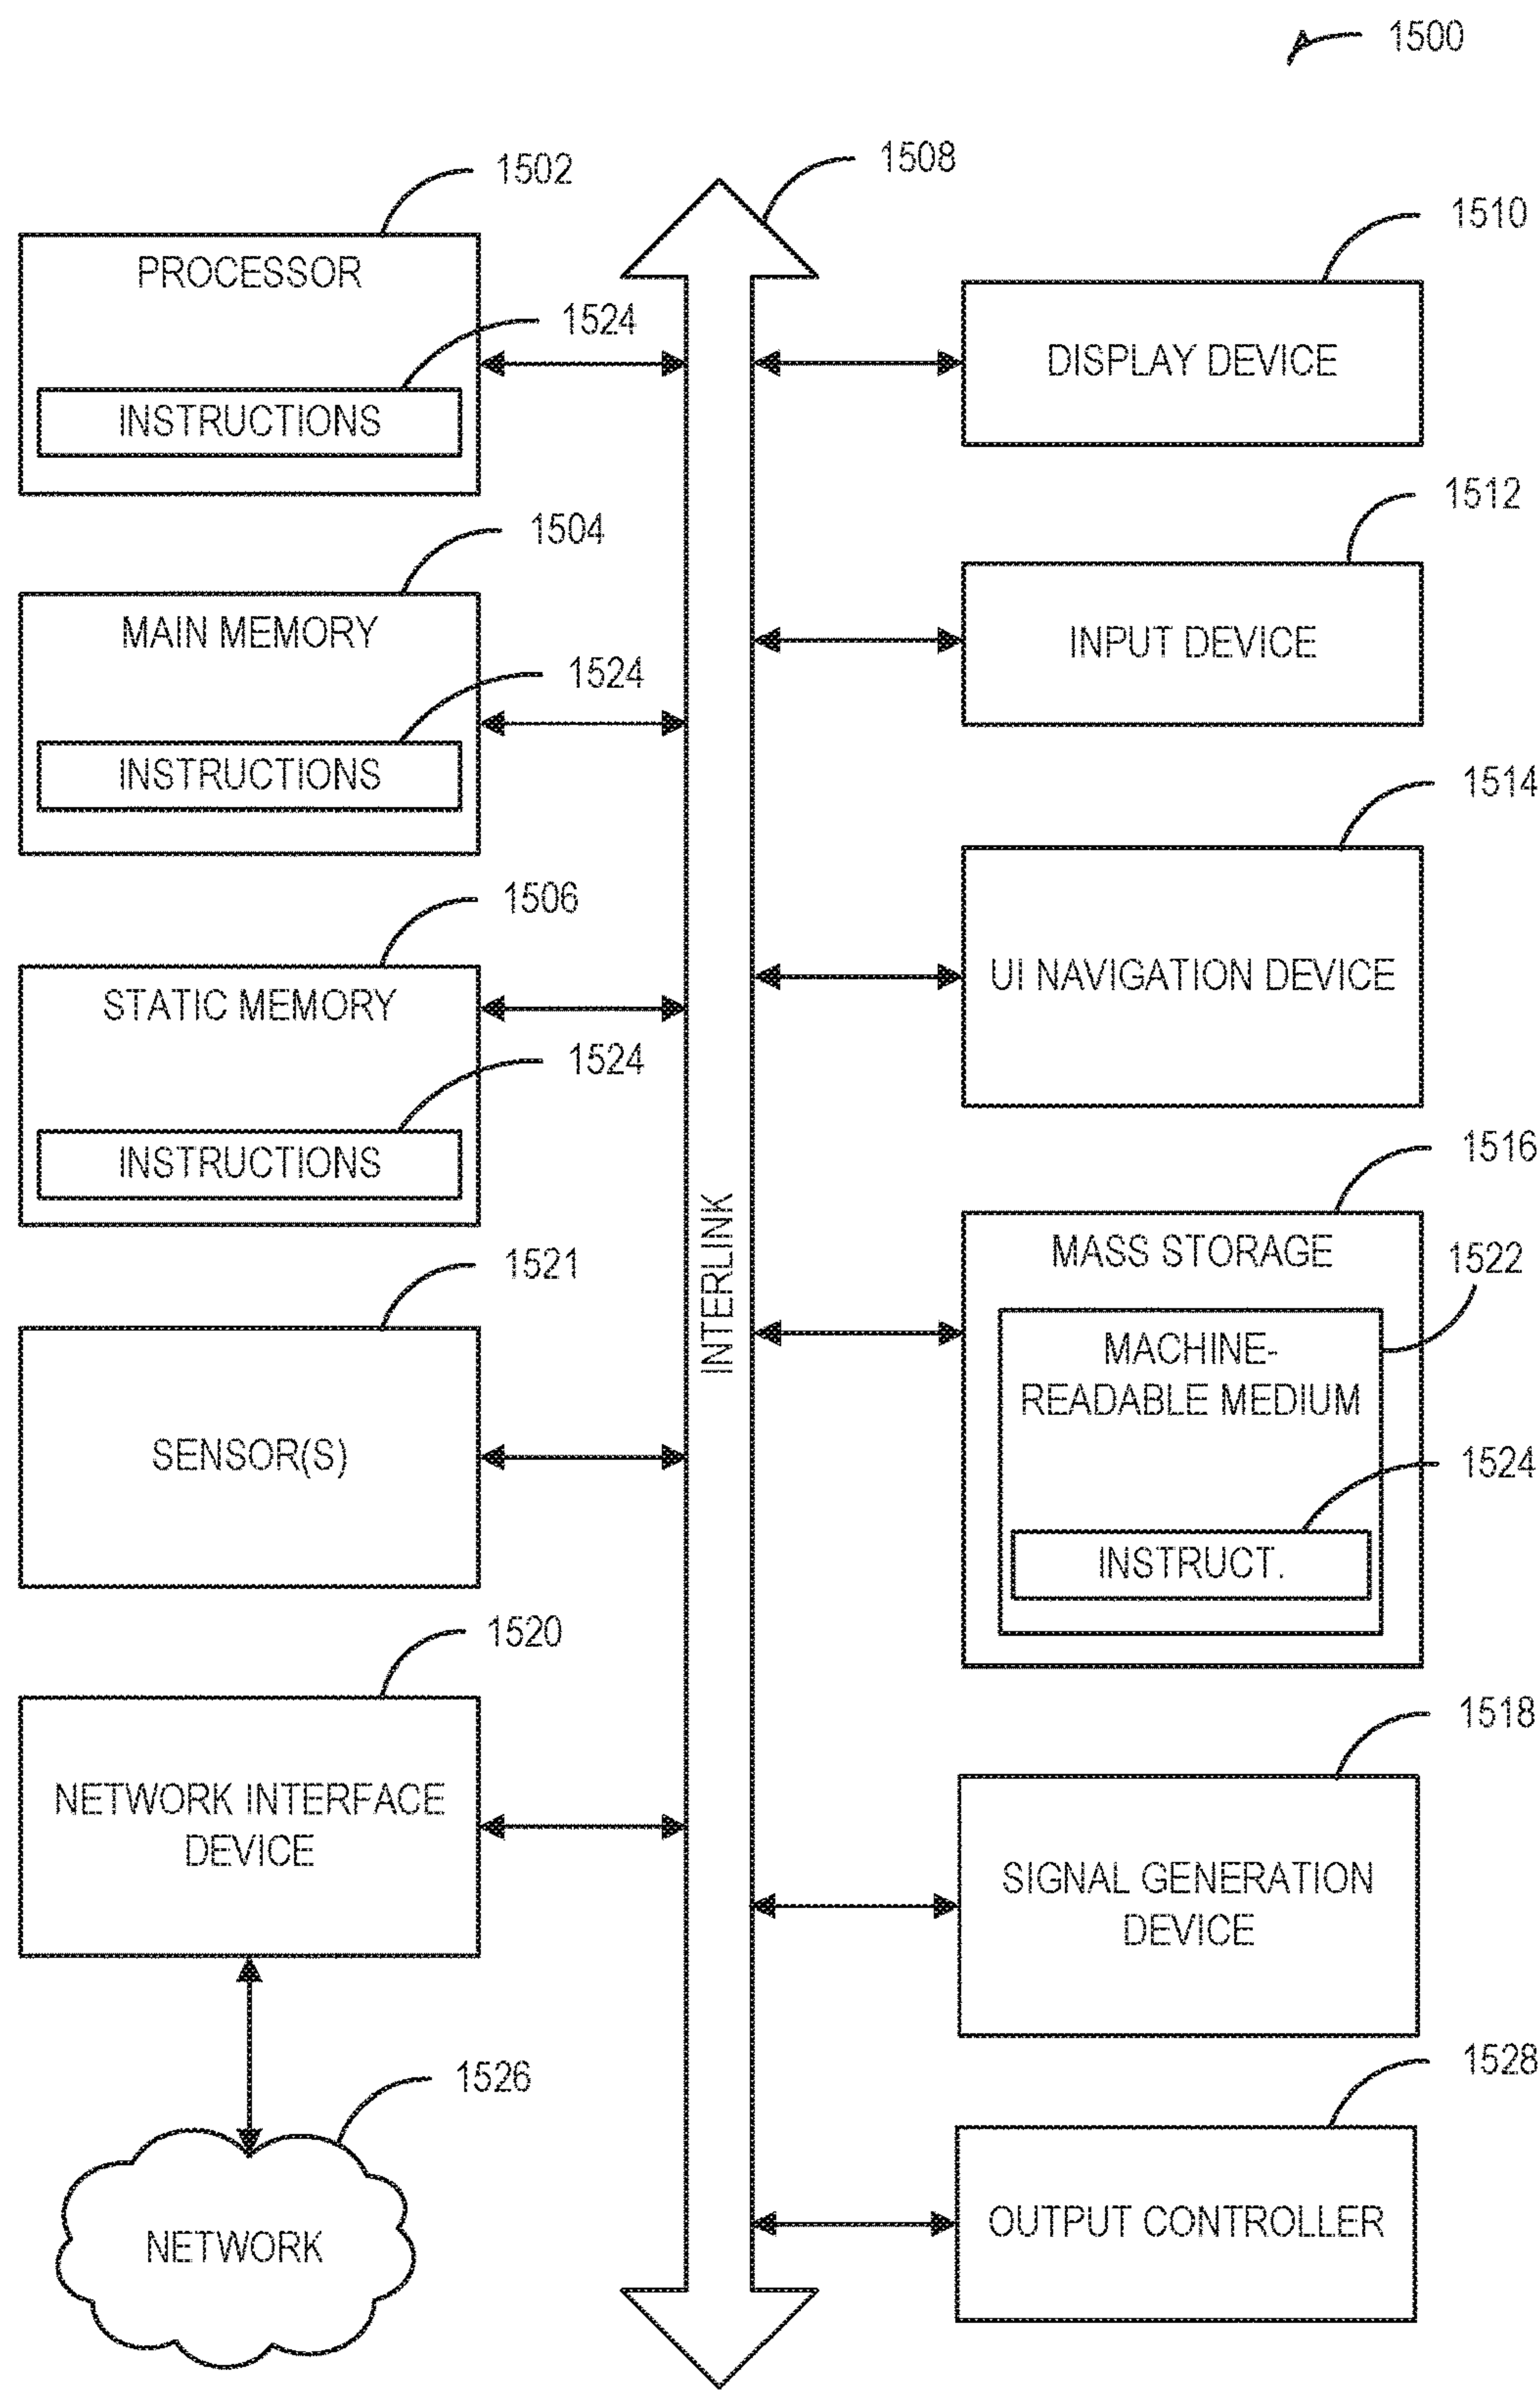 1500
1502
PROCESSOR
1524
INSTRUCTIONS
1504
MAIN MEMORY
1524
INSTRUCTIONS
1506
STATIC MEMORY
1524
INSTRUCTIONS
1521
SENSOR(S)
1520
NETWORK INTERFACE
DEVICE
1526
NETWORK
1508
INTERLINK
1510
DISPLAY DEVICE
1512
INPUT DEVICE
1514
UI NAVIGATION DEVICE
1516
MASS STORAGE
1522
MACHINE-
READABLE MEDIUM
1524
INSTRUCT.
1518
SIGNAL GENERATION
DEVICE
1528
OUTPUT CONTROLLER